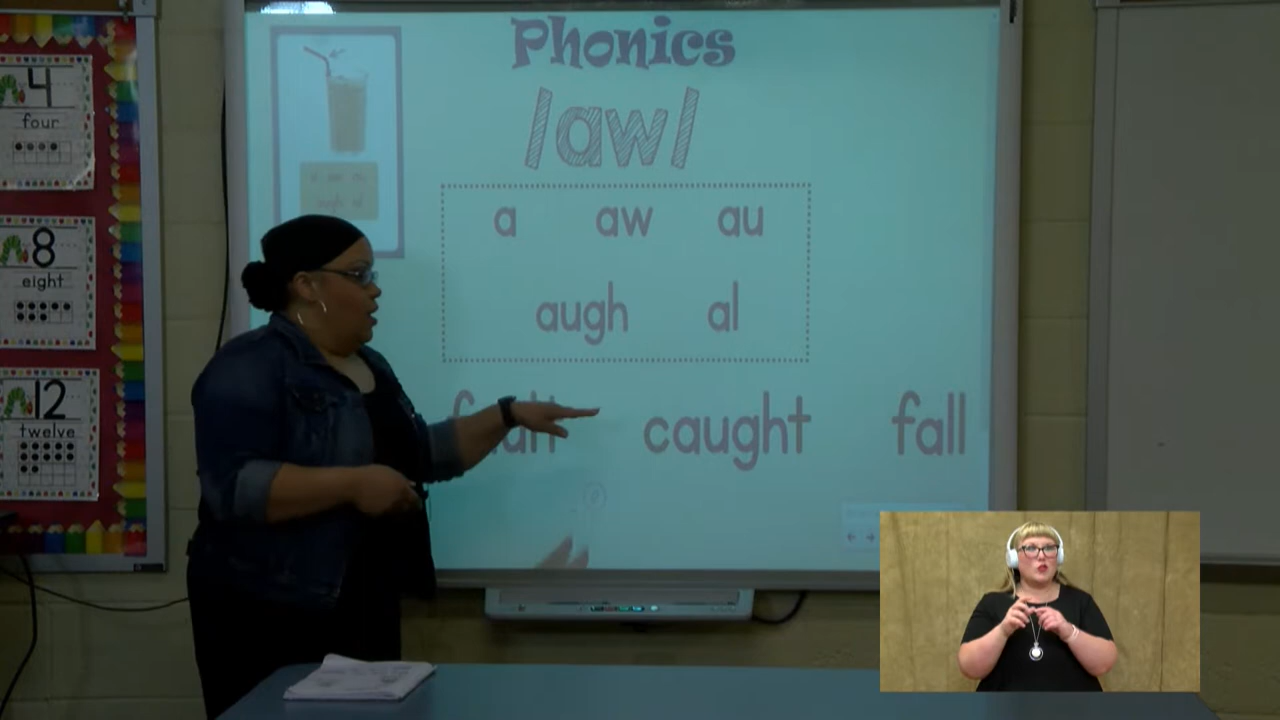 Phonics
/aw/
a aw au
augh al
caught fall
4
four
8
eight
12
twelve